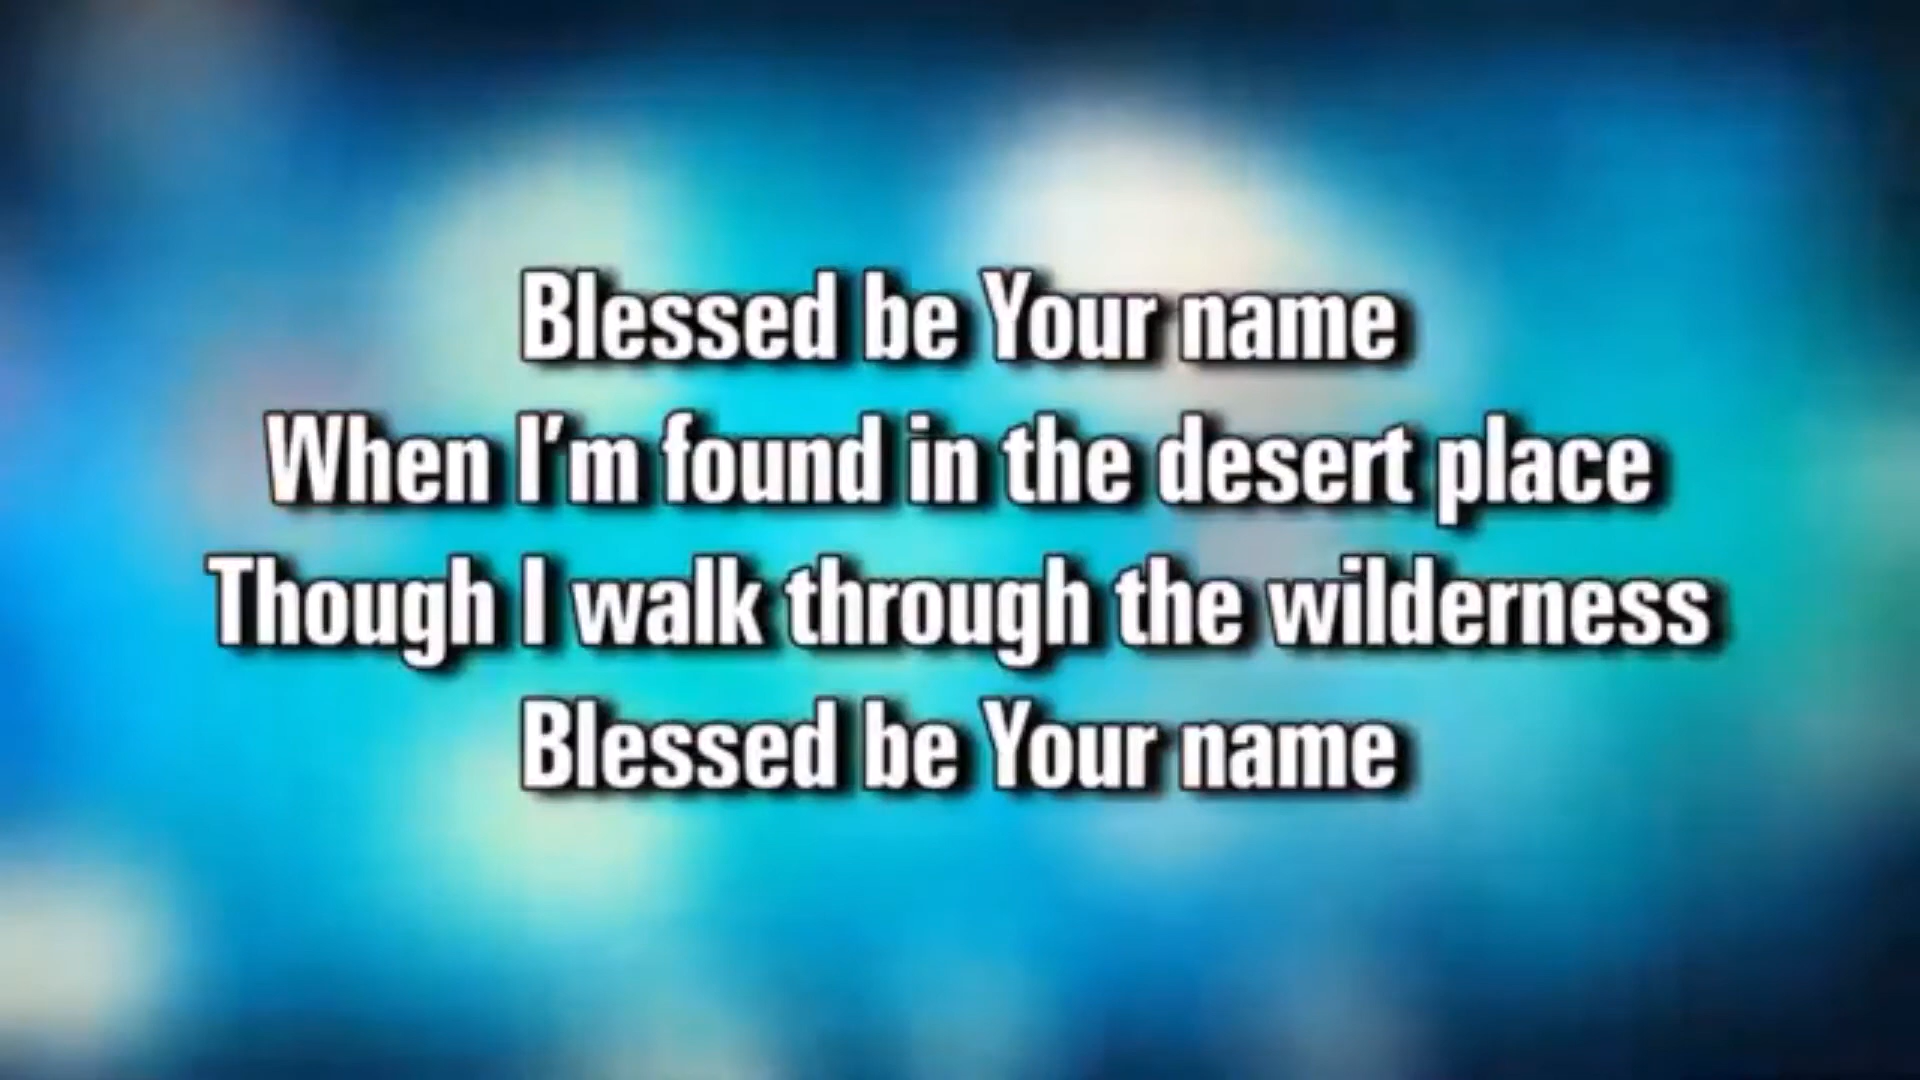 Blessed be Your name
When I’m found in the desert place
Though I walk through the wilderness
Blessed be Your name